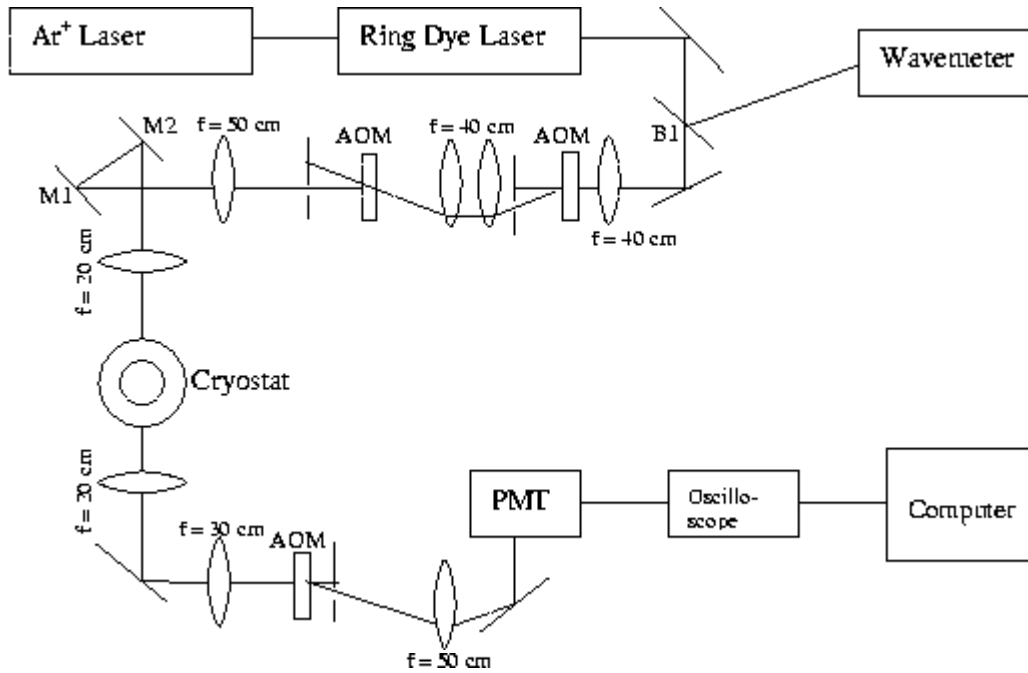 Ar+ Laser
Ring Dye Laser
Wavemeter
M2
f = 50 cm
AOM
f = 40 cm
AOM
B1
M1
f = 40 cm
f = 20 cm
Cryostat
f = 30 cm
f = 30 cm
AOM
PMT
Oscillo-
scope
Computer
f = 50 cm